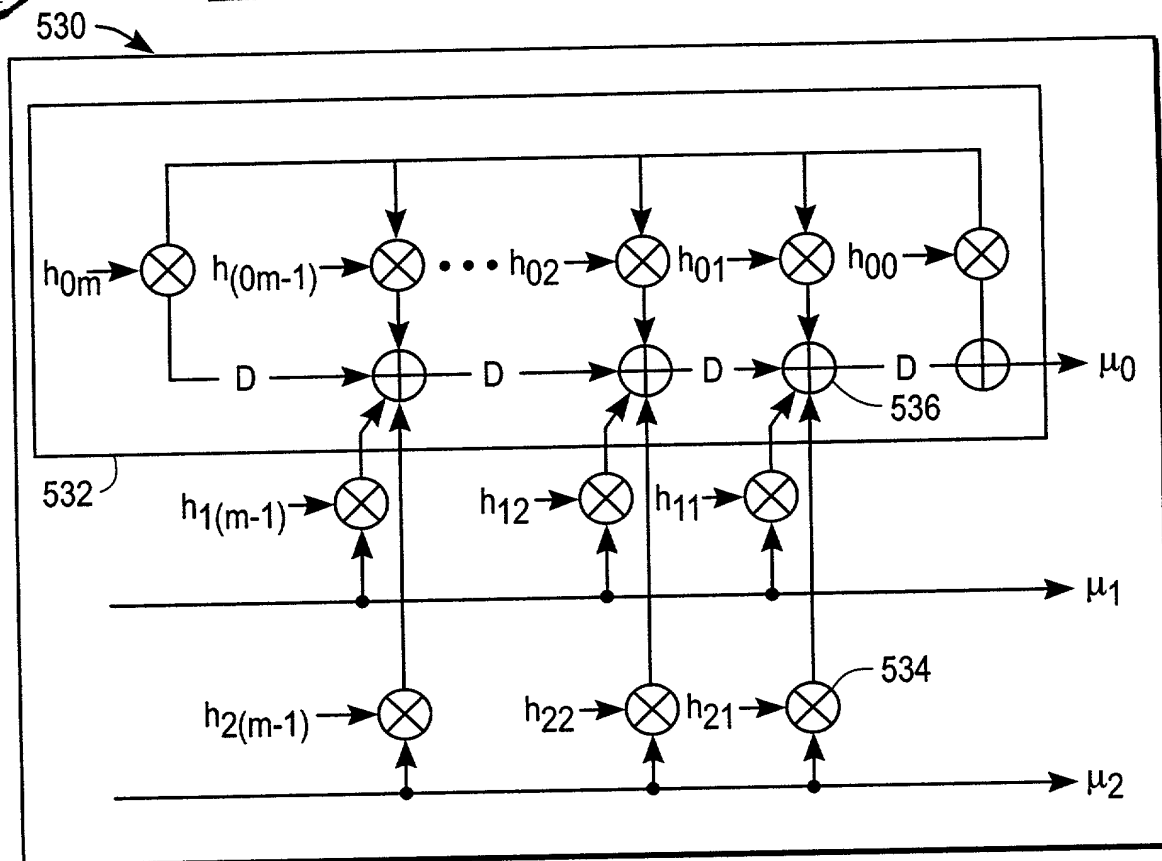 530
h0m h(0m-1) ••• h02 h01 h00
D D D D μ0
536
532
h1(m-1) h12 h11
μ1
534
h2(m-1) h22 h21
μ2